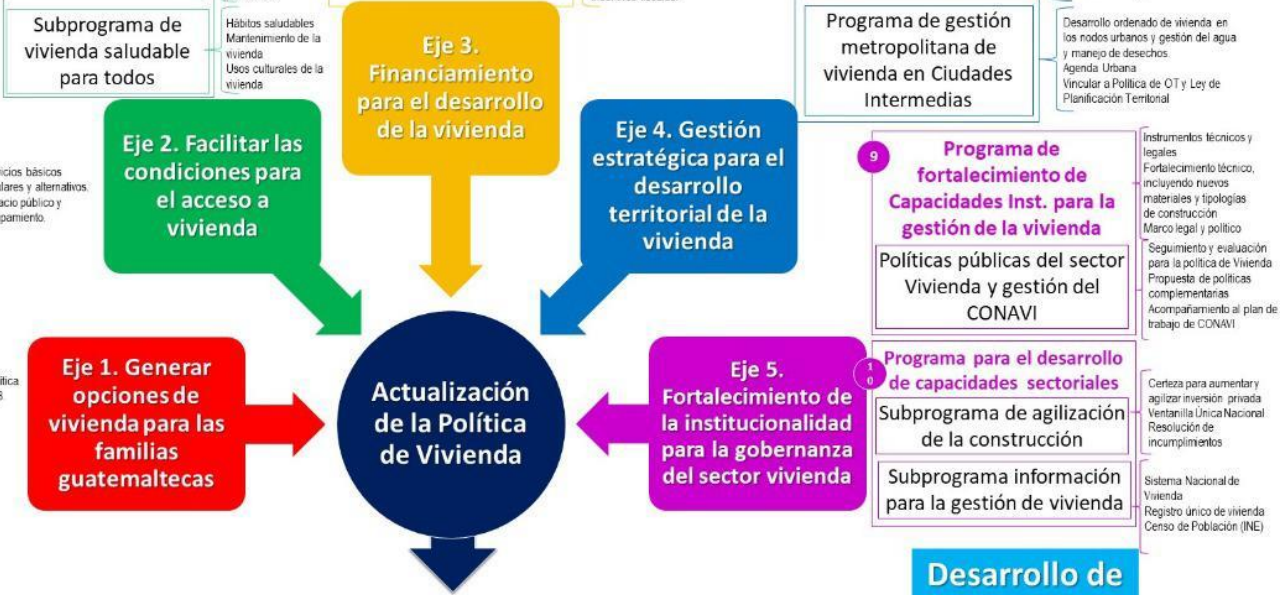 Subprograma de
vivienda saludable
para todos
Hábitos saludables
Mantenimiento de la
vivienda
Usos culturales de la
vivienda
Eje 3.
Financiamiento
para el desarrollo
de la vivienda
Programa de gestión
metropolitana de
vivienda en Ciudades
Intermedias
Desarrollo ordenado de vivienda en
los nodos urbanos y gestión del agua
y manejo de desechos.
Agenda Urbana
Vincular a Política de OT y Ley de
Planificación Territorial
Eje 2. Facilitar las
condiciones para
el acceso a
vivienda
Eje 4. Gestión
estratégica para el
desarrollo
territorial de la
vivienda
básicos
y alternativos.
público y
9
Programa de
fortalecimiento de
Capacidades Inst. para la
gestión de la vivienda
Instrumentos técnicos y
legales
Fortalecimiento técnico,
incluyendo nuevos
materiales y tipologías
de construcción
Marco legal y político
Políticas públicas del sector
Vivienda y gestión del
CONAVI
Seguimiento y evaluación
para la política de Vivienda
Propuesta de políticas
complementarias
Acompañamiento al plan de
trabajo de CONAVI
Eje 1. Generar
opciones de
vivienda para las
familias
guatemaltecas
Actualización
de la Política
de Vivienda
Eje 5.
Fortalecimiento de
la institucionalidad
para la gobernanza
del sector vivienda
10
Programa para el desarrollo
de capacidades sectoriales
Subprograma de agilización
de la construcción
Certeza para aumentar y
agilizar inversión privada
Ventanilla Única Nacional
Resolución de
incumplimientos
Subprograma información
para la gestión de vivienda
Sistema Nacional de
Vivienda
Registro único de vivienda
Censo de Población (INE)
Desarrollo de